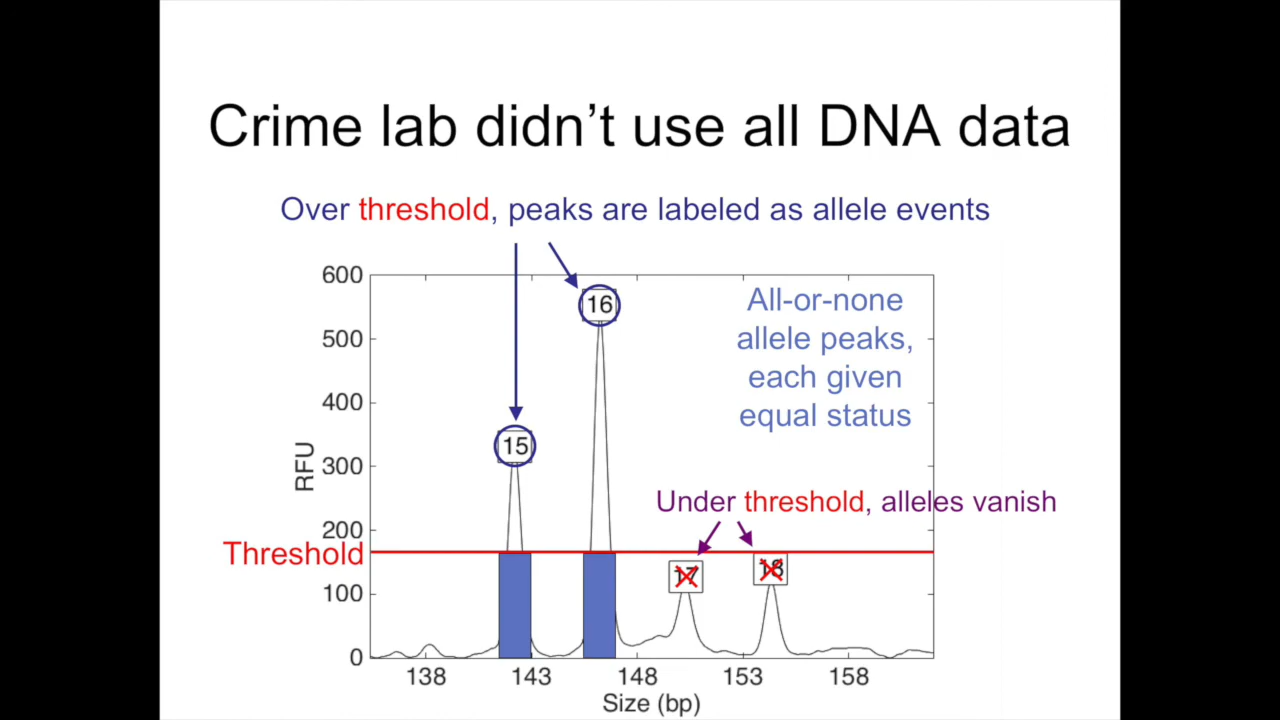 Crime lab didn't use all DNA data
Over threshold, peaks are labeled as allele events
600
500
400
300
200
100
0
RFU
Threshold
15
16
17
18
All-or-none
allele peaks,
each given
equal status
Under threshold, alleles vanish
138
143
148
153
158
Size (bp)